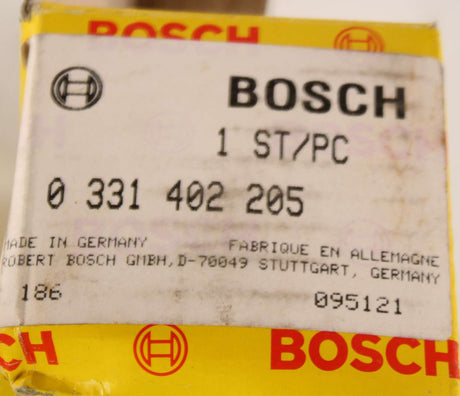 BOSCH
BOSCH
1 ST/PC
0 331 402 205
MADE IN GERMANY FABRIQUE EN ALLEMAGNE
ROBERT BOSCH GMBH,D-70049 STUTTGART, GERMANY
186 095121
CH BOSCH